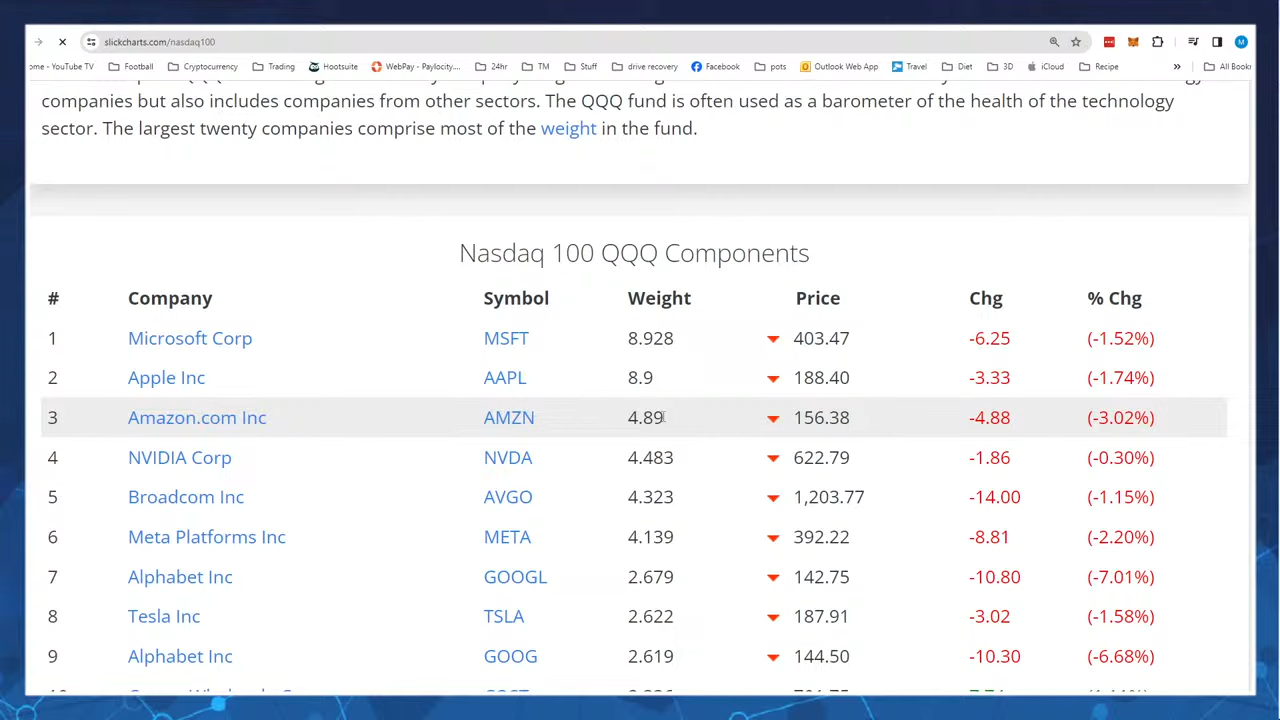 slickcharts.com/nasdaq100
ome - YouTube TV Football Cryptocurrency Trading Hootsuite WebPay - Paylocity,... 24hr TM Stuff drive recovery Facebook pots Outlook Web App Travel Diet 3D iCloud Recipe » All Bookr
companies but also includes companies from other sectors. The QQQ fund is often used as a barometer of the health of the technology
sector. The largest twenty companies comprise most of the weight in the fund.
Nasdaq 100 QQQ Components
# Company Symbol Weight Price Chg % Chg
1 Microsoft Corp MSFT 8.928 403.47 -6.25 (-1.52%)
2 Apple Inc AAPL 8.9 188.40 -3.33 (-1.74%)
3 Amazon.com Inc AMZN 4.89 156.38 -4.88 (-3.02%)
4 NVIDIA Corp NVDA 4.483 622.79 -1.86 (-0.30%)
5 Broadcom Inc AVGO 4.323 1,203.77 -14.00 (-1.15%)
6 Meta Platforms Inc META 4.139 392.22 -8.81 (-2.20%)
7 Alphabet Inc GOOGL 2.679 142.75 -10.80 (-7.01%)
8 Tesla Inc TSLA 2.622 187.91 -3.02 (-1.58%)
9 Alphabet Inc GOOG 2.619 144.50 -10.30 (-6.68%)